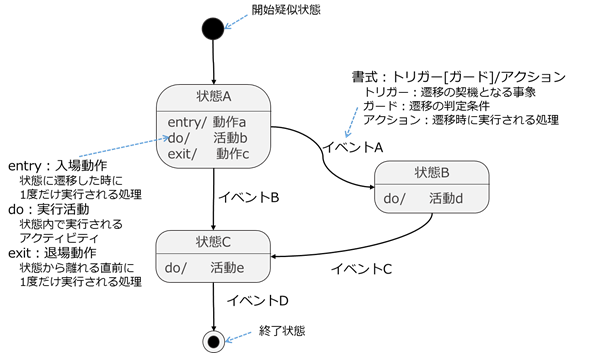 開始疑似状態
状態A
entry/ 動作a
do/ 活動b
exit/ 動作c
書式：トリガー[ガード]/アクション
トリガー：遷移の契機となる事象
ガード：遷移の判定条件
アクション：遷移時に実行される処理
イベントA
entry：入場動作
状態に遷移した時に
1度だけ実行される処理
do：実行活動
状態内で実行される
アクティビティ
exit：退場動作
状態から離れる直前に
1度だけ実行される処理
イベントB
状態B
do/ 活動d
状態C
do/ 活動e
イベントC
イベントD
終了状態